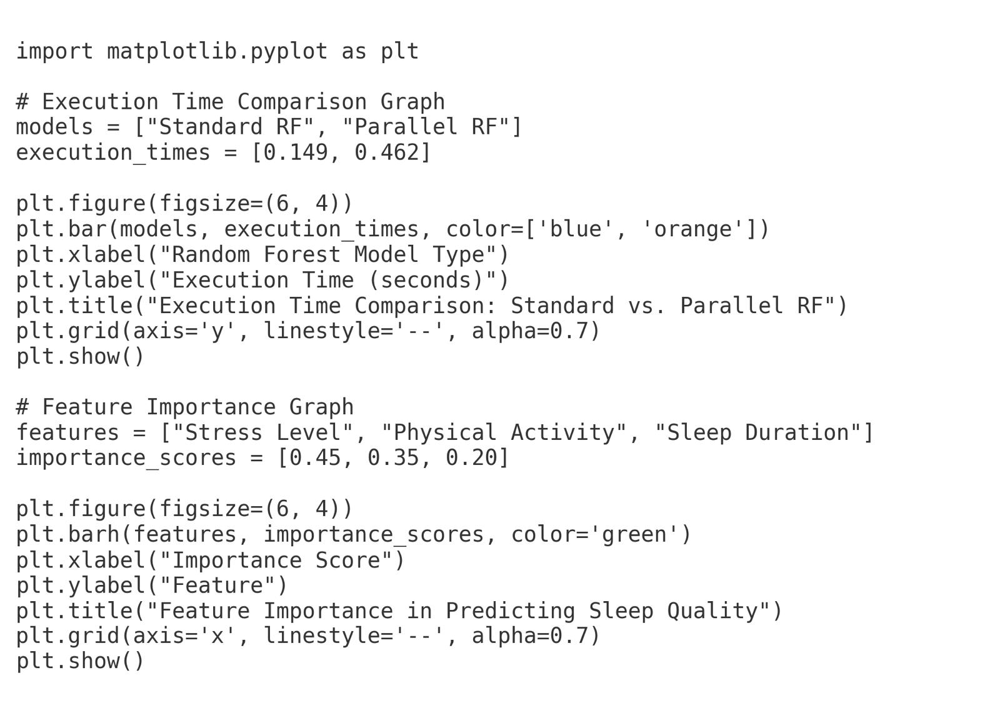 import matplotlib.pyplot as plt
# Execution Time Comparison Graph
models = ["Standard RF", "Parallel RF"]
execution_times = [0.149, 0.462]
plt.figure(figsize=(6, 4))
plt.bar(models, execution_times, color=['blue', 'orange'])
plt.xlabel("Random Forest Model Type")
plt.ylabel("Execution Time (seconds)")
plt.title("Execution Time Comparison: Standard vs. Parallel RF")
plt.grid(axis='y', linestyle='--', alpha=0.7)
plt.show()
# Feature Importance Graph
features = ["Stress Level", "Physical Activity", "Sleep Duration"]
importance_scores = [0.45, 0.35, 0.20]
plt.figure(figsize=(6, 4))
plt.barh(features, importance_scores, color='green')
plt.xlabel("Importance Score")
plt.ylabel("Feature")
plt.title("Feature Importance in Predicting Sleep Quality")
plt.grid(axis='x', linestyle='--', alpha=0.7)
plt.show()